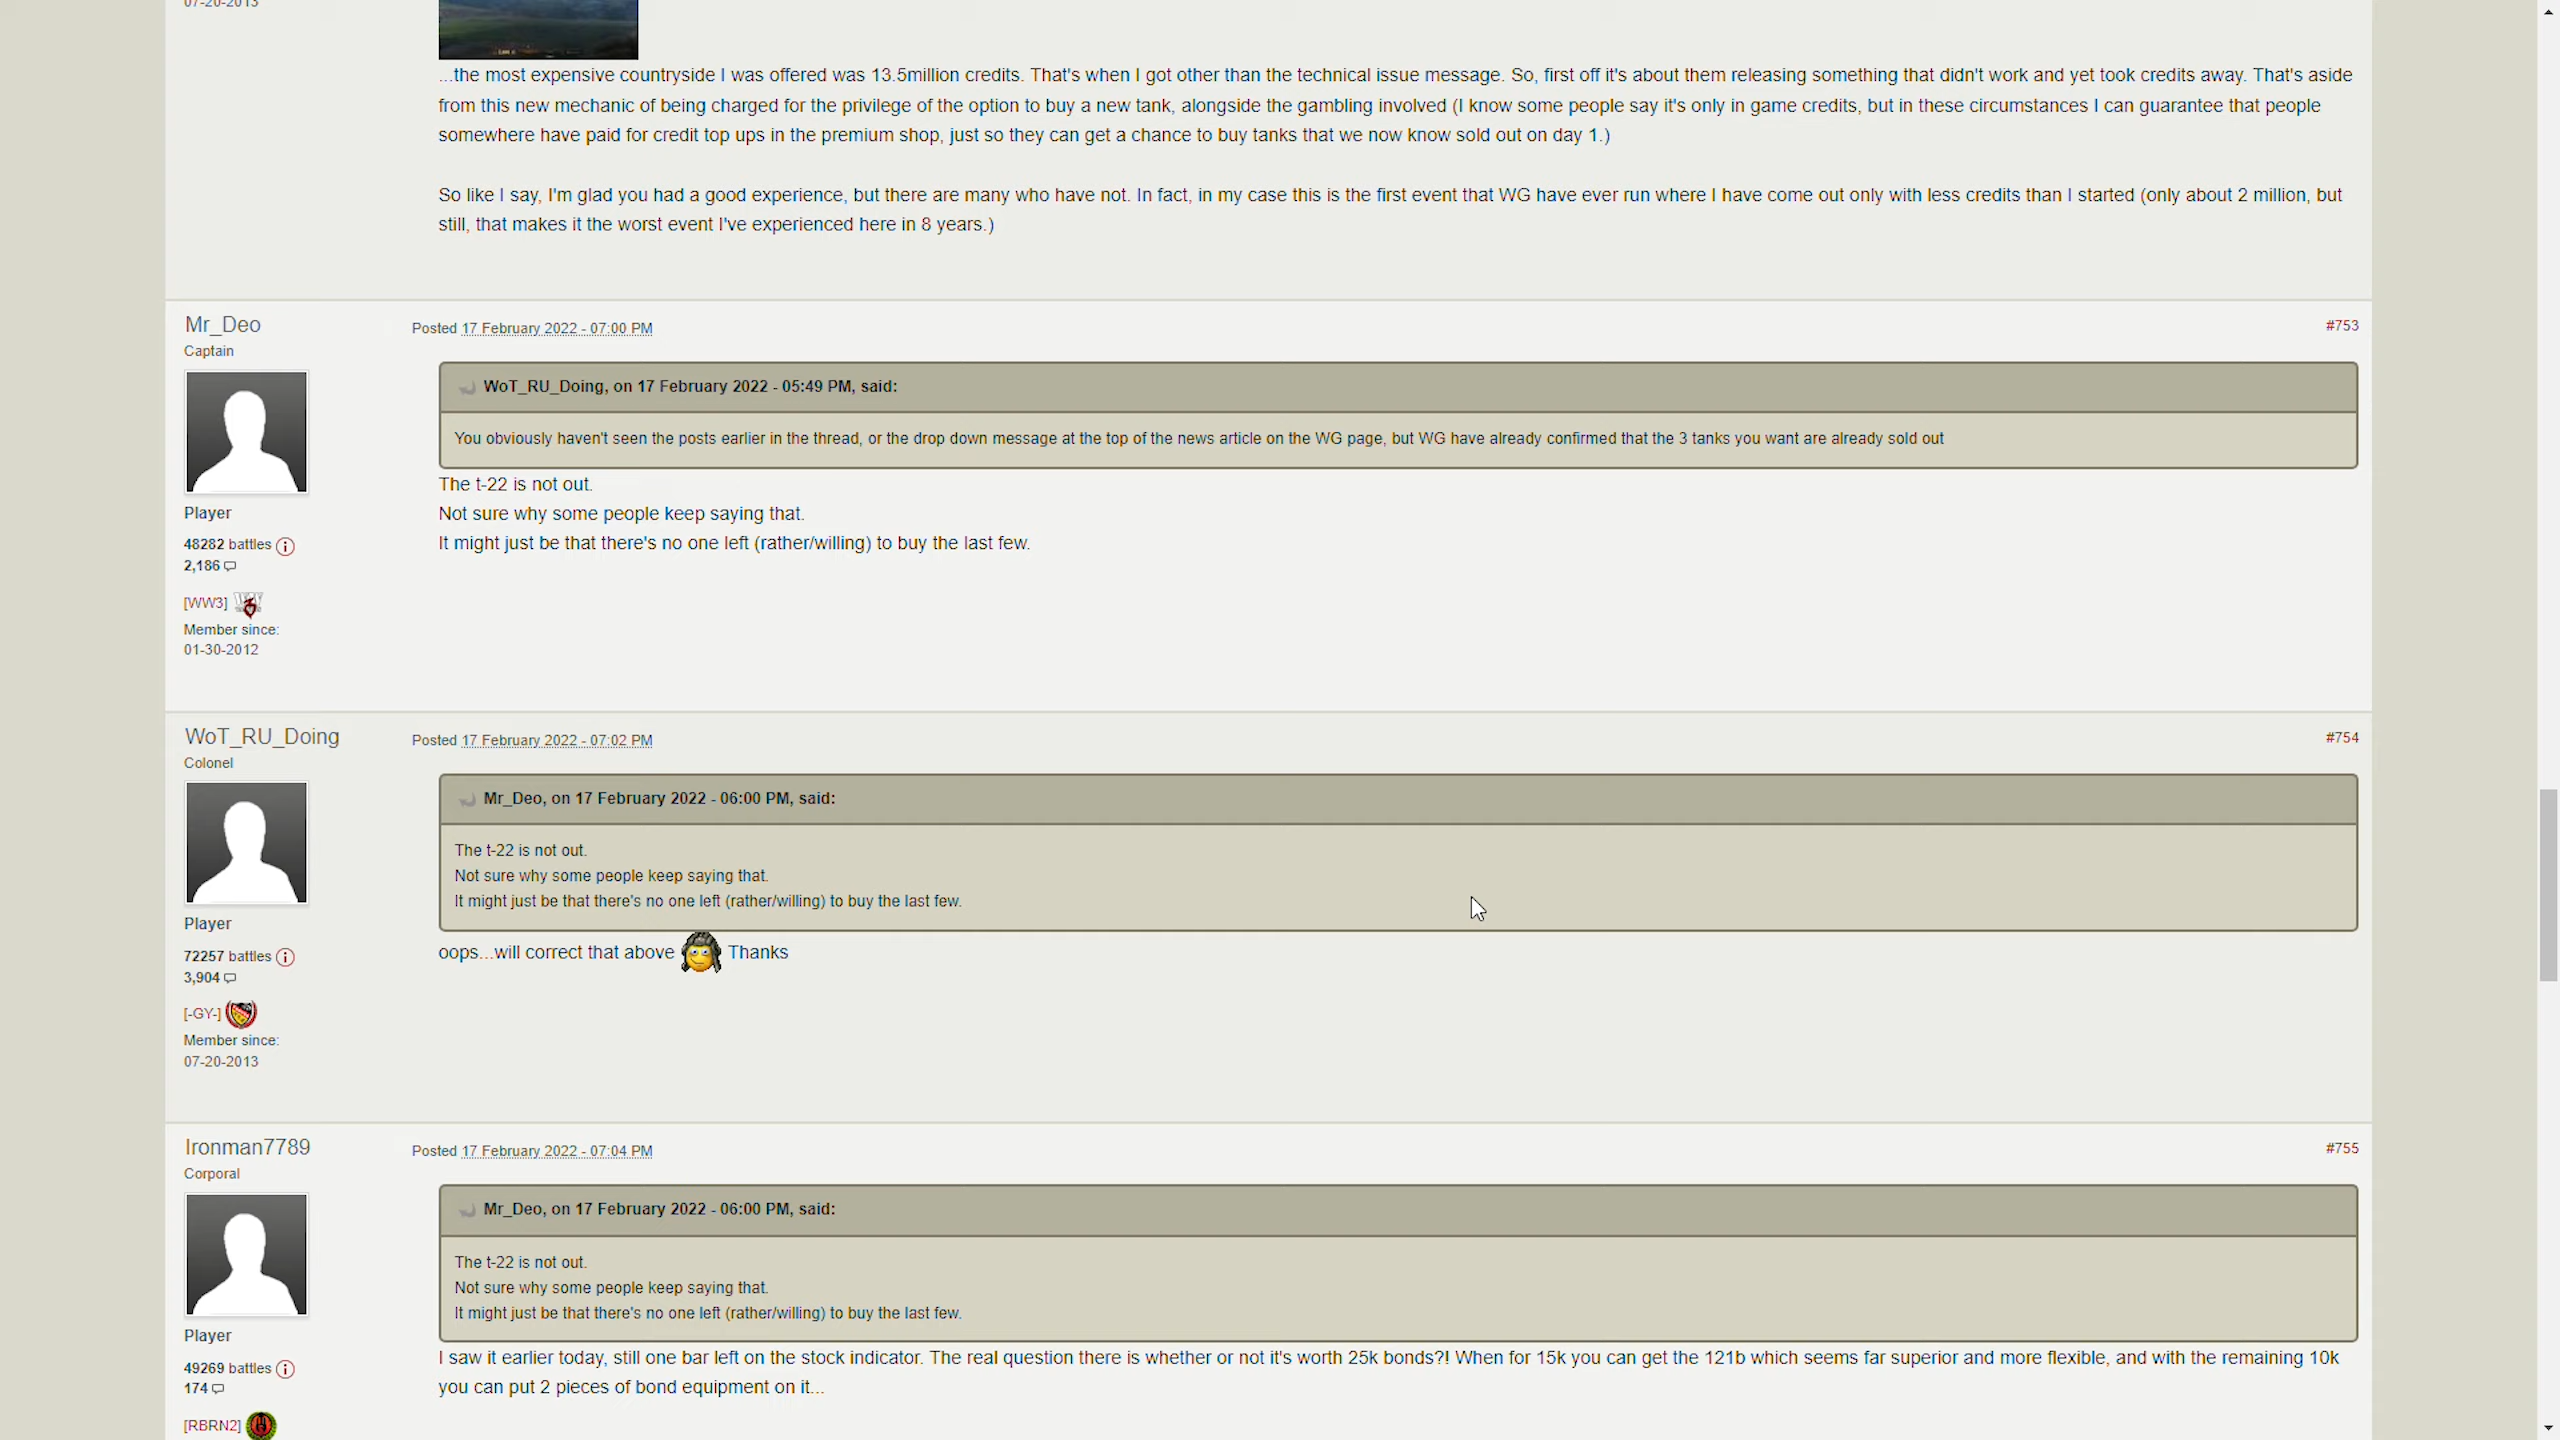 07-20-2013
...the most expensive countryside I was offered was 13.5million credits. That's when I got other than the technical issue message. So, first off it's about them releasing something that didn't work and yet took credits away. That's aside
from this new mechanic of being charged for the privilege of the option to buy a new tank, alongside the gambling involved (I know some people say it's only in game credits, but in these circumstances I can guarantee that people
somewhere have paid for credit top ups in the premium shop, just so they can get a chance to buy tanks that we now know sold out on day 1.)
So like I say, I'm glad you had a good experience, but there are many who have not. In fact, in my case this is the first event that WG have ever run where I have come out only with less credits than I started (only about 2 million, but
still, that makes it the worst event I've experienced here in 8 years.)
Mr_Deo
Captain
Posted 17 February 2022 - 07:00 PM
#753
WoT_RU_Doing, on 17 February 2022 - 05:49 PM, said:
You obviously haven't seen the posts earlier in the thread, or the drop down message at the top of the news article on the WG page, but WG have already confirmed that the 3 tanks you want are already sold out
The t-22 is not out.
Not sure why some people keep saying that.
It might just be that there's no one left (rather/willing) to buy the last few.
Player
48282 battles
2,186
[WW3]
Member since:
01-30-2012
WoT_RU_Doing
Colonel
Posted 17 February 2022 - 07:02 PM
#754
Mr_Deo, on 17 February 2022 - 06:00 PM, said:
The t-22 is not out.
Not sure why some people keep saying that.
It might just be that there's no one left (rather/willing) to buy the last few.
oops...will correct that above Thanks
Player
72257 battles
3,904
[-GY-]
Member since:
07-20-2013
Ironman7789
Corporal
Posted 17 February 2022 - 07:04 PM
#755
Mr_Deo, on 17 February 2022 - 06:00 PM, said:
The t-22 is not out.
Not sure why some people keep saying that.
It might just be that there's no one left (rather/willing) to buy the last few.
I saw it earlier today, still one bar left on the stock indicator. The real question there is whether or not it's worth 25k bonds?! When for 15k you can get the 121b which seems far superior and more flexible, and with the remaining 10k
you can put 2 pieces of bond equipment on it...
Player
49269 battles
174
[RBRN2]